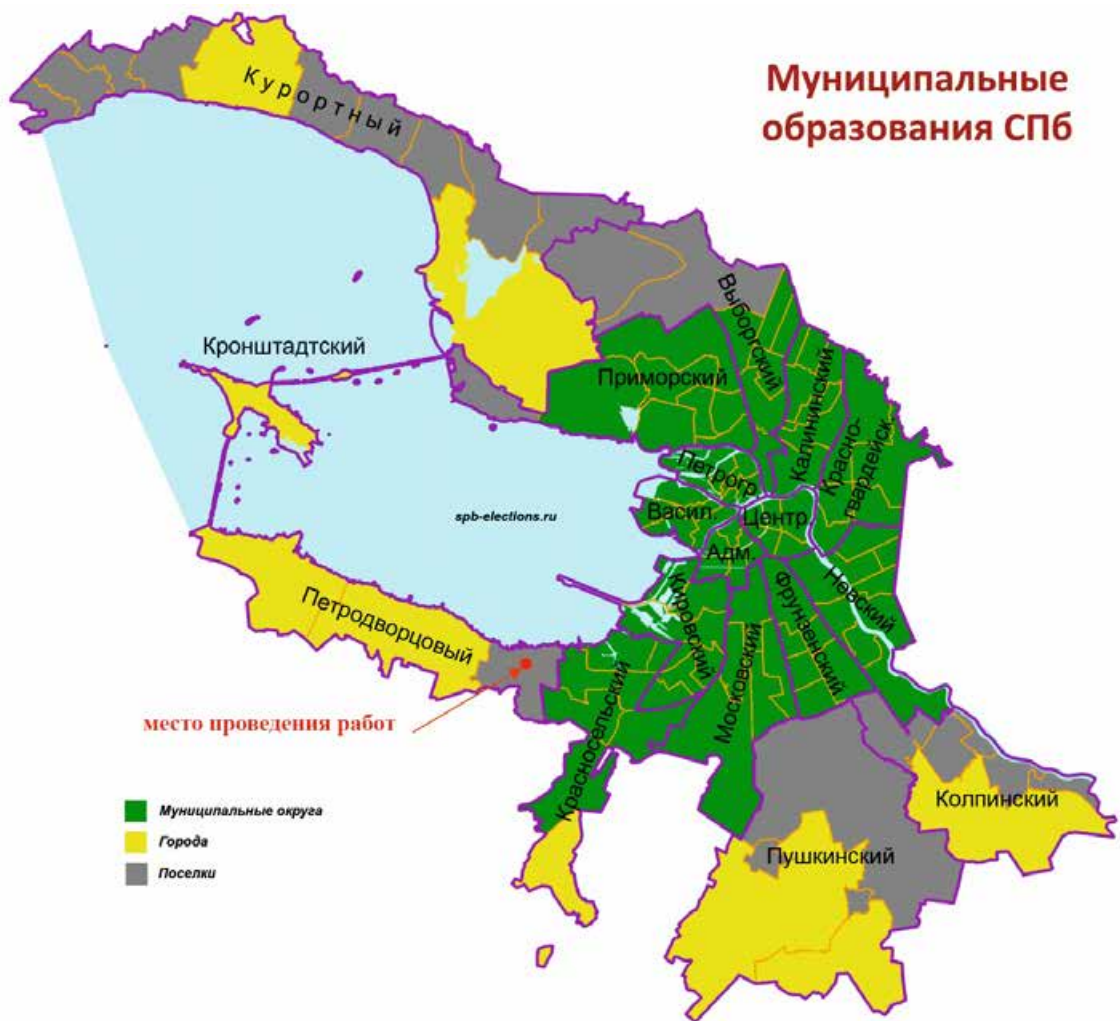 Муниципальные
образования СПб
Курортный
Выборгский
Кронштадтский
Приморский
Калининский
Красно-
гвардейск.
Петрогр.
Васил.
Центр.
spb-elections.ru
Адм.
Невский
Фрунзенский
Кировский
Петродворцовый
Московский
Красносельский
место проведения работ
Колпинский
Пушкинский
Муниципальные округа
Города
Поселки